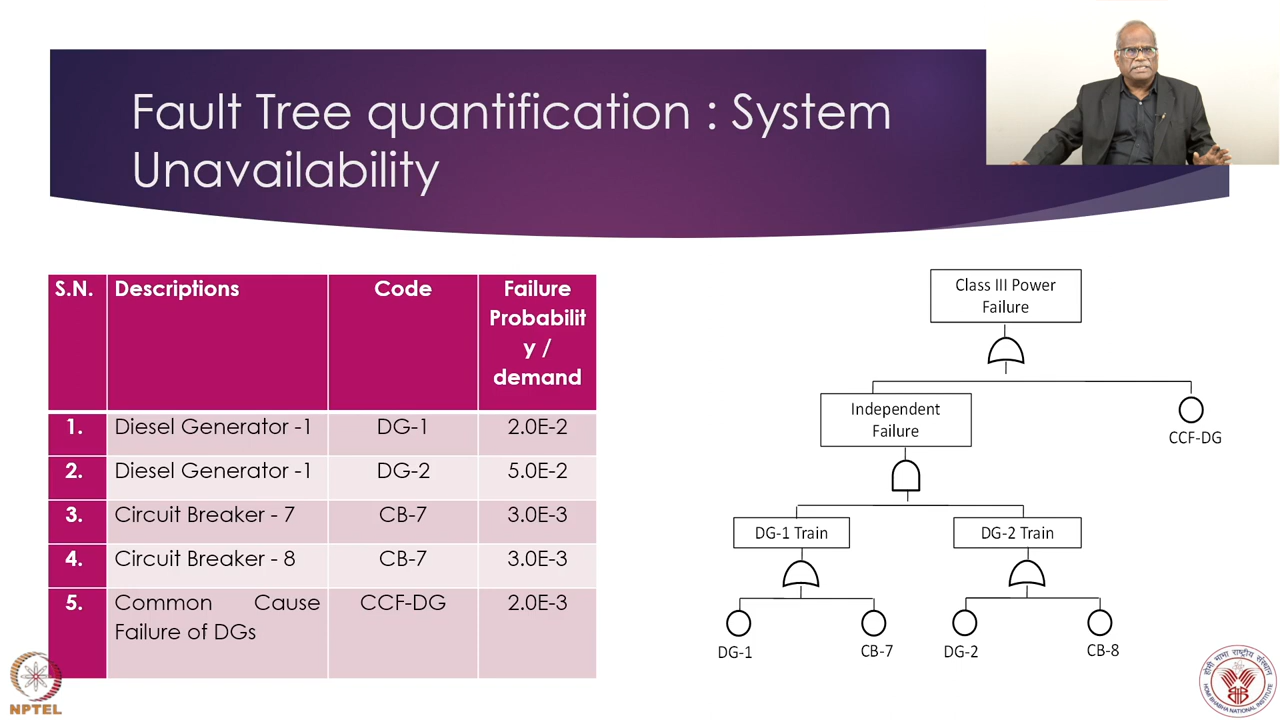 Fault Tree quantification : System
Unavailability
S.N. Descriptions Code Failure
Probabilit
y /
demand
1. Diesel Generator -1 DG-1 2.0E-2
2. Diesel Generator -1 DG-2 5.0E-2
3. Circuit Breaker - 7 CB-7 3.0E-3
4. Circuit Breaker - 8 CB-7 3.0E-3
5. Common Cause CCF-DG 2.0E-3
Failure of DGs
Class III Power
Failure
Independent
Failure
CCF-DG
DG-1 Train
DG-2 Train
DG-1
CB-7
DG-2
CB-8
NPTEL